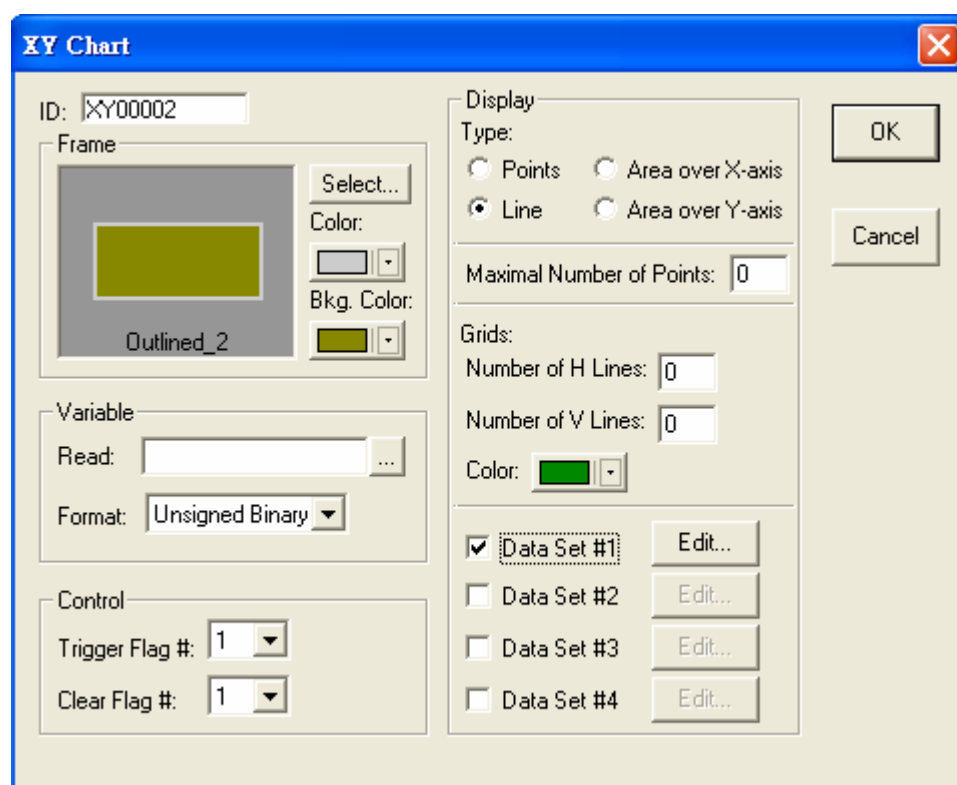 XY Chart
ID: XY00002
Frame
Select...
Color:
Bkg. Color:
Outlined_2
Variable
Read:
...
Format: Unsigned Binary
Control
Trigger Flag #: 1
Clear Flag #: 1
Display
Type:
Points
Area over X-axis
Line
Area over Y-axis
Maximal Number of Points: 0
Grids:
Number of H Lines: 0
Number of V Lines: 0
Color:
Data Set #1 Edit...
Data Set #2 Edit...
Data Set #3 Edit...
Data Set #4 Edit...
OK
Cancel